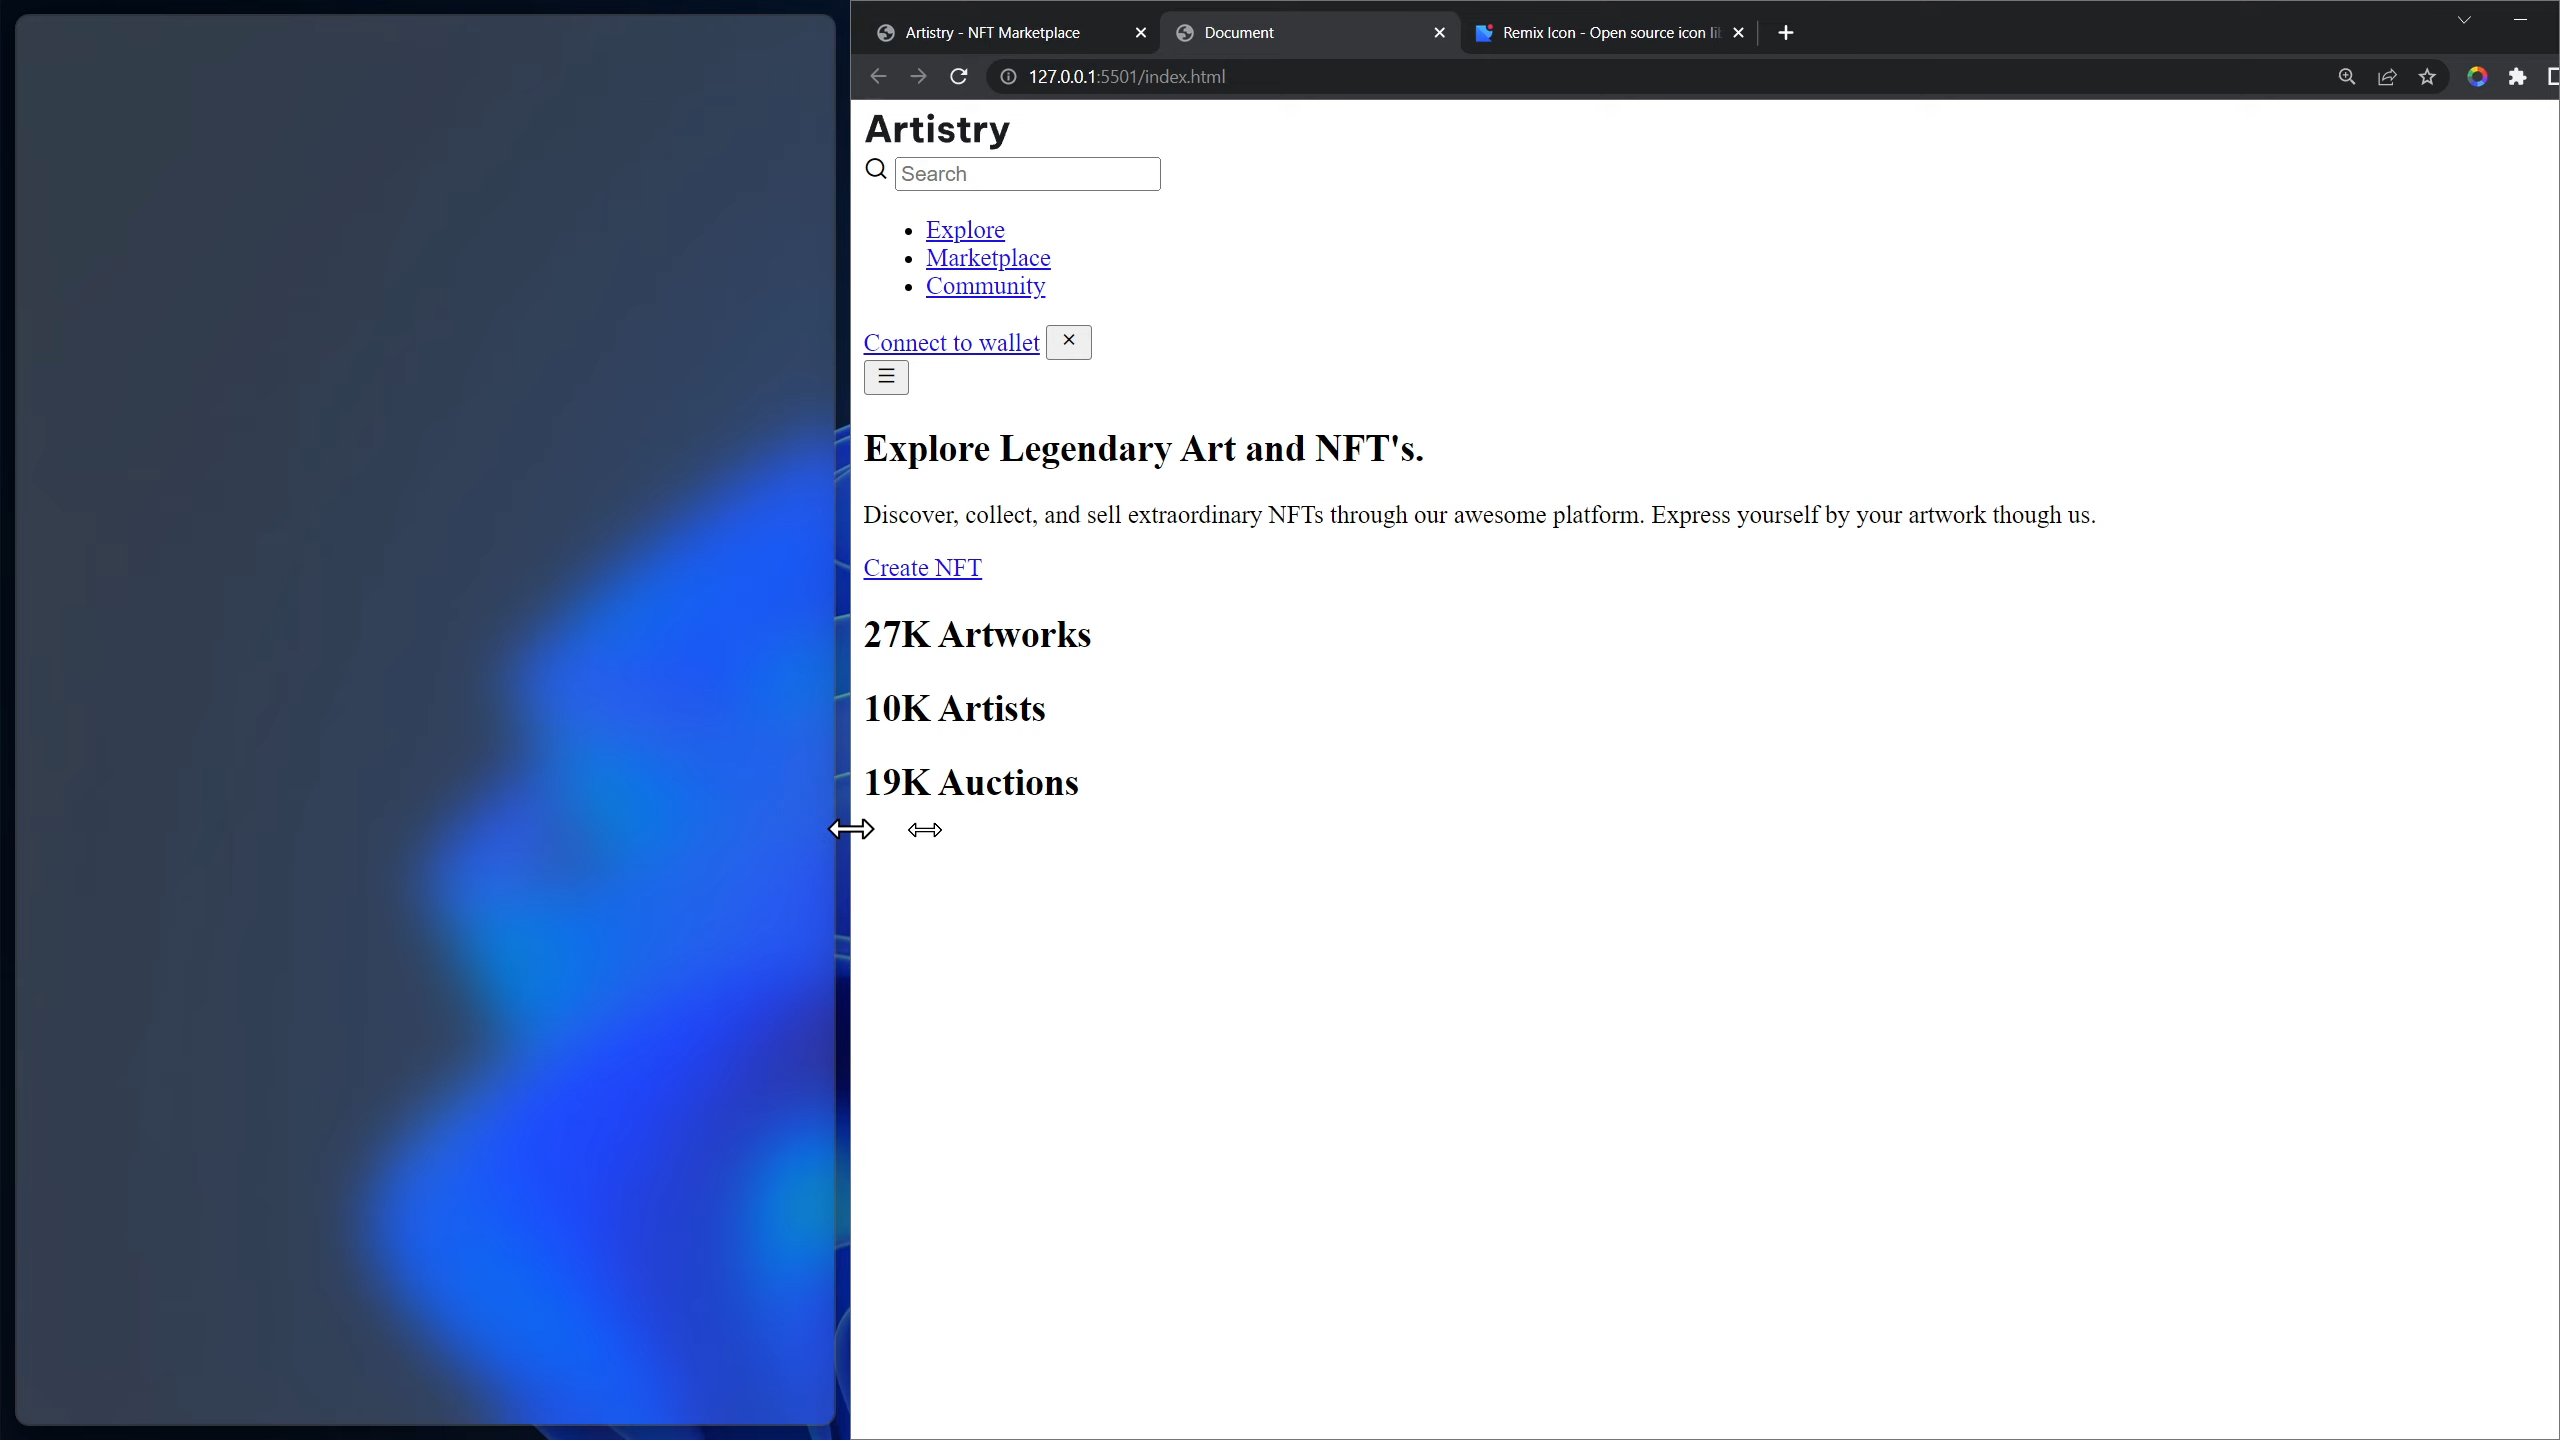 Artistry - NFT Marketplace
Document
Remix Icon - Open source icon li
127.0.0.1:5501/index.html
Artistry
Search
Explore
Marketplace
Community
Connect to wallet
Explore Legendary Art and NFT's.
Discover, collect, and sell extraordinary NFTs through our awesome platform. Express yourself by your artwork though us.
Create NFT
27K Artworks
10K Artists
19K Auctions